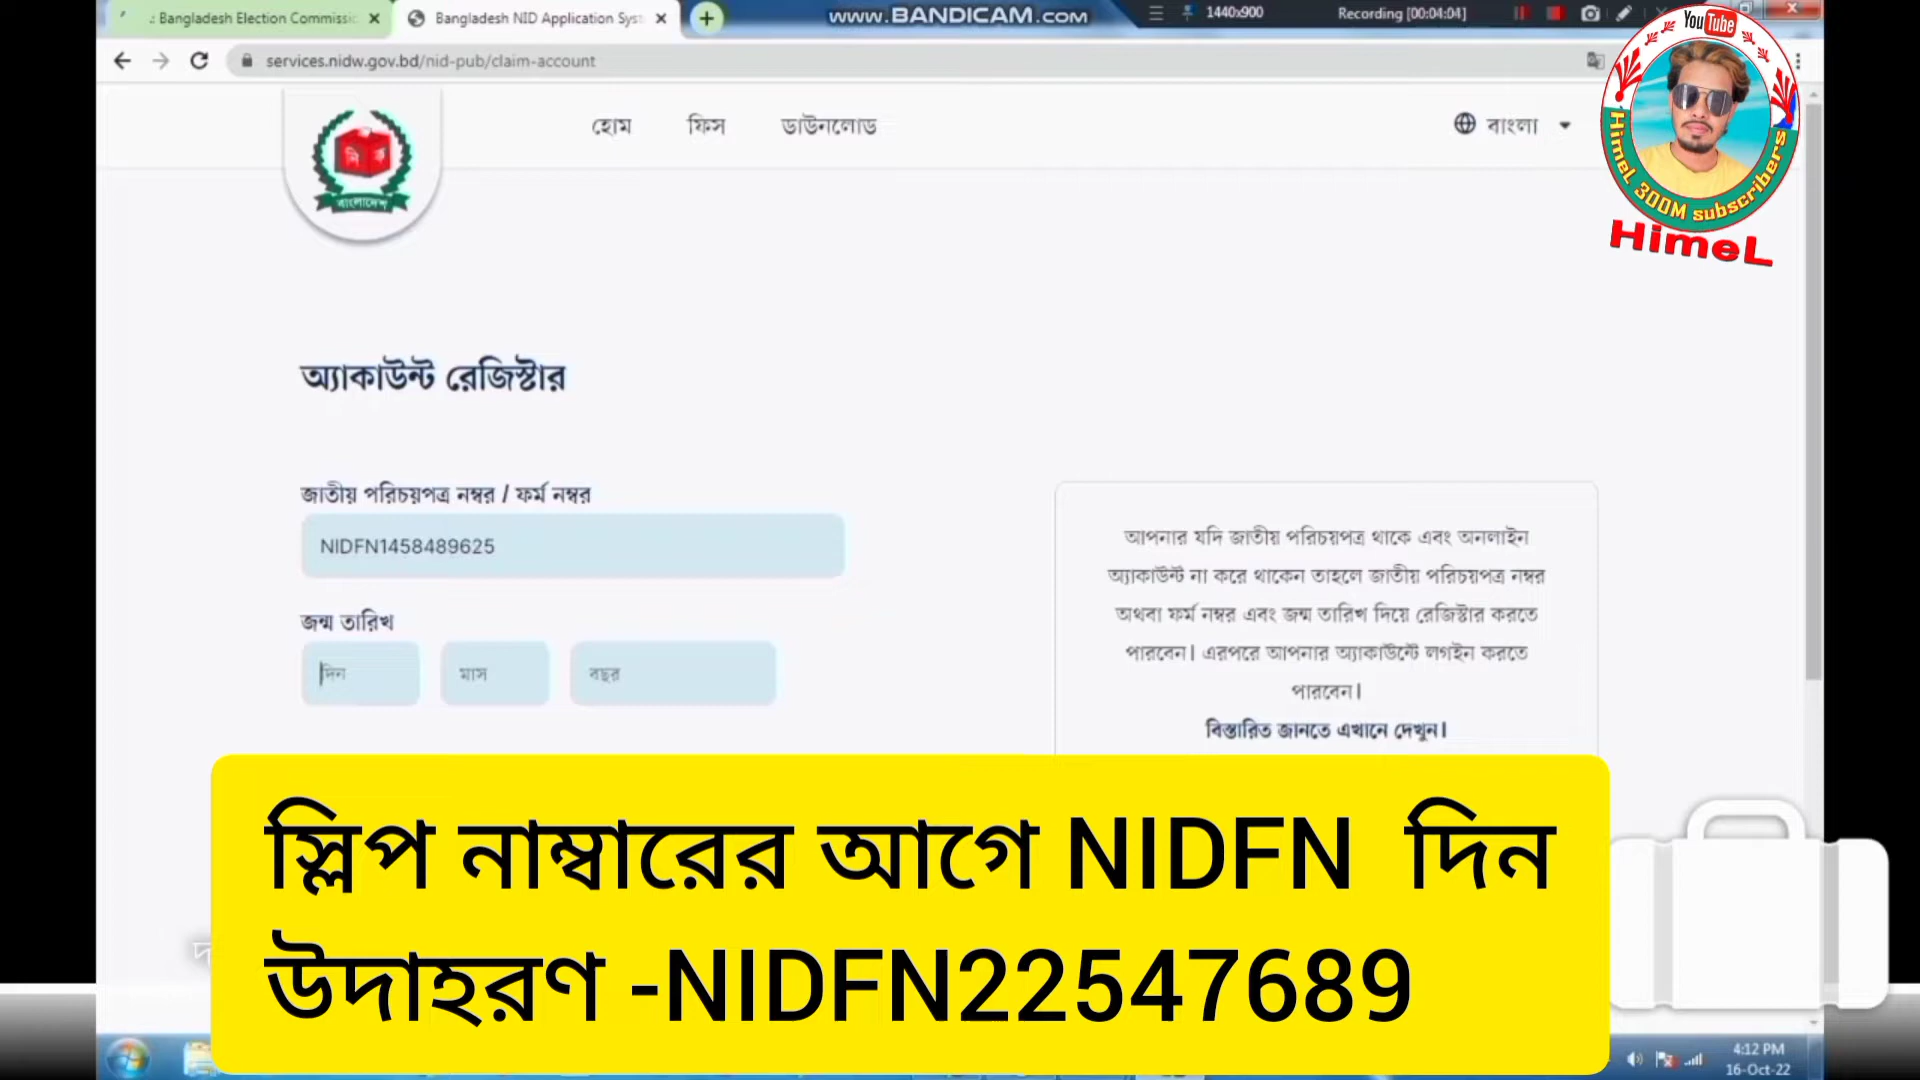 : Bangladesh Election Commissic
Bangladesh NID Application Syst
www.BANDICAM.com
1440x900
Recording [00:04:04]
services.nidw.gov.bd/nid-pub/claim-account
YouTube
হোম
ফিস
ডাউনলোড
বাংলা
বাংলাদেশ
HimeL 300M subscribers
HimeL
অ্যাকাউন্ট রেজিস্টার
জাতীয় পরিচয়পত্র নম্বর / ফর্ম নম্বর
NIDFN1458489625
জন্ম তারিখ
দিন
মাস
বছর
আপনার যদি জাতীয় পরিচয়পত্র থাকে এবং অনলাইন
অ্যাকাউন্ট না করে থাকেন তাহলে জাতীয় পরিচয়পত্র নম্বর
অথবা ফর্ম নম্বর এবং জন্ম তারিখ দিয়ে রেজিস্টার করতে
পারবেন। এরপরে আপনার অ্যাকাউন্টে লগইন করতে
পারবেন।
বিস্তারিত জানতে এখানে দেখুন।
স্লিপ নাম্বারের আগে NIDFN দিন
উদাহরণ -NIDFN22547689
4:12 PM
16-Oct-22